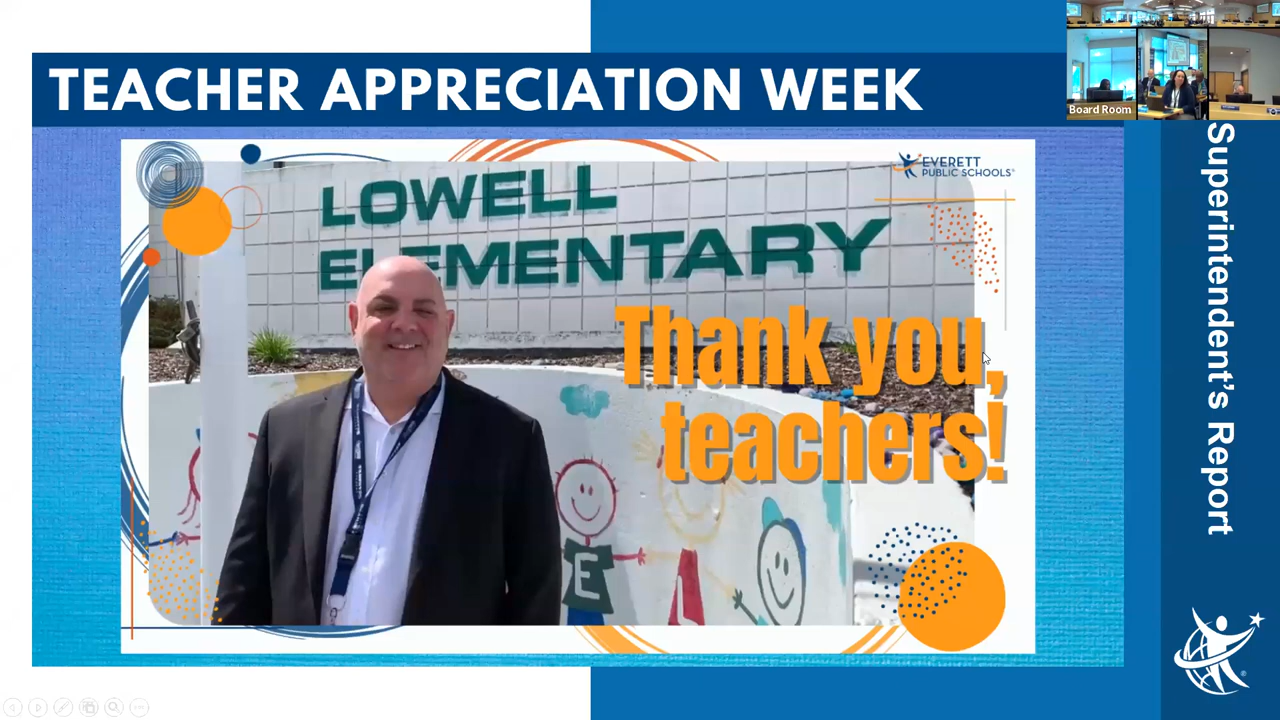 TEACHER APPRECIATION WEEK
Board Room
LOWELL
ELEMENTARY
EVERETT
PUBLIC SCHOOLS®
Thank you,
teachers!
E
Superintendent's Report